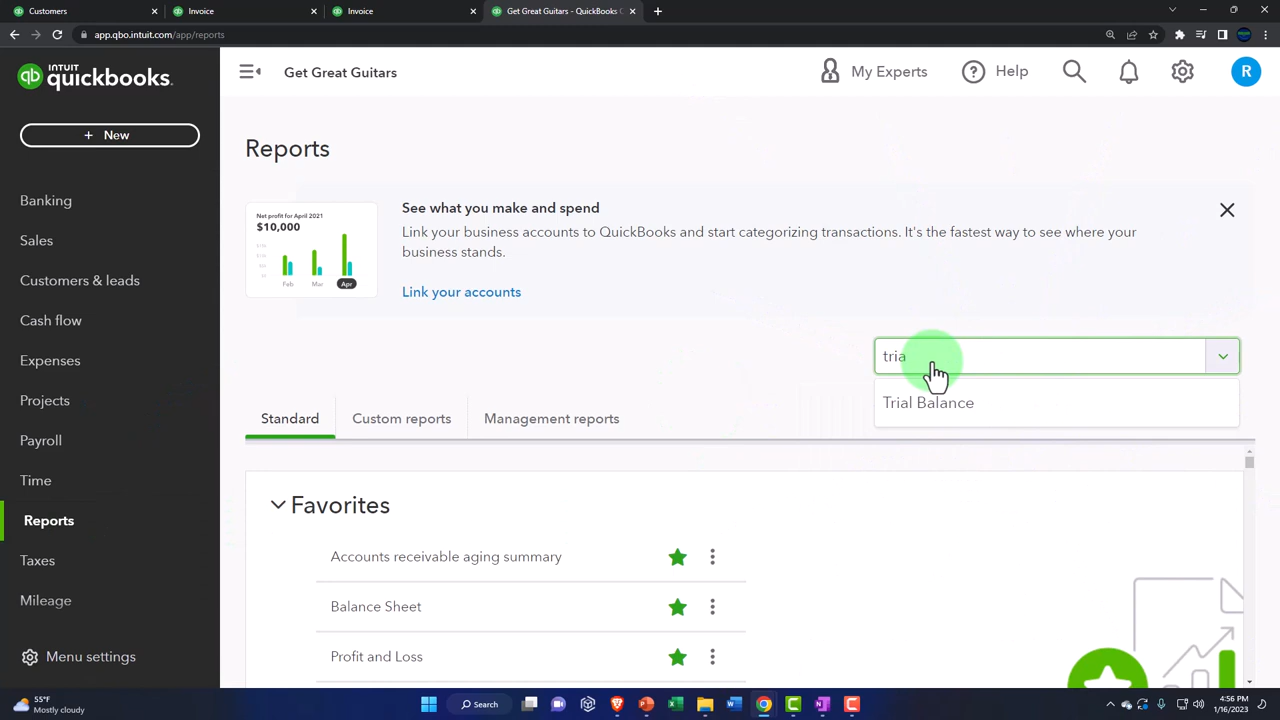 Customers
Invoice
Invoice
Get Great Guitars - QuickBooks C
app.qbo.intuit.com/app/reports
INTUIT
quickbooks.
Get Great Guitars
My Experts
Help
R
+ New
Banking
Sales
Customers & leads
Cash flow
Expenses
Projects
Payroll
Time
Reports
Taxes
Mileage
Menu settings
Reports
Net profit for April 2021
$10,000
Feb
Mar
Apr
See what you make and spend
Link your business accounts to QuickBooks and start categorizing transactions. It's the fastest way to see where your
business stands.
Link your accounts
tria
Trial Balance
Standard
Custom reports
Management reports
Favorites
Accounts receivable aging summary
Balance Sheet
Profit and Loss
55°F
Mostly cloudy
Search
4:56 PM
1/16/2023